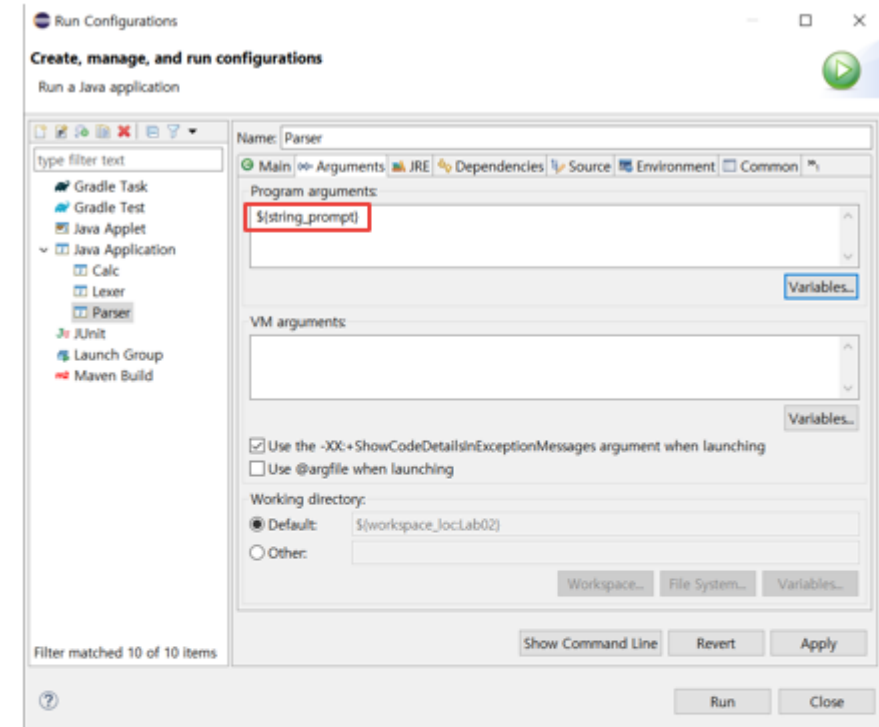 Run Configurations
Create, manage, and run configurations
Run a Java application
type filter text
Gradle Task
Gradle Test
Java Applet
Java Application
Calc
Lexer
Parser
JUnit
Launch Group
Maven Build
Filter matched 10 of 10 items
Name: Parser
Main Arguments JRE Dependencies Source Environment Common »1
Program arguments:
${string_prompt}
Variables...
VM arguments:
Variables...
Use the -XX:+ShowCodeDetailsInExceptionMessages argument when launching
Use @argfile when launching
Working directory:
Default: ${workspace_loc:Lab02}
Other:
Workspace... File System... Variables...
Show Command Line Revert Apply
Run Close